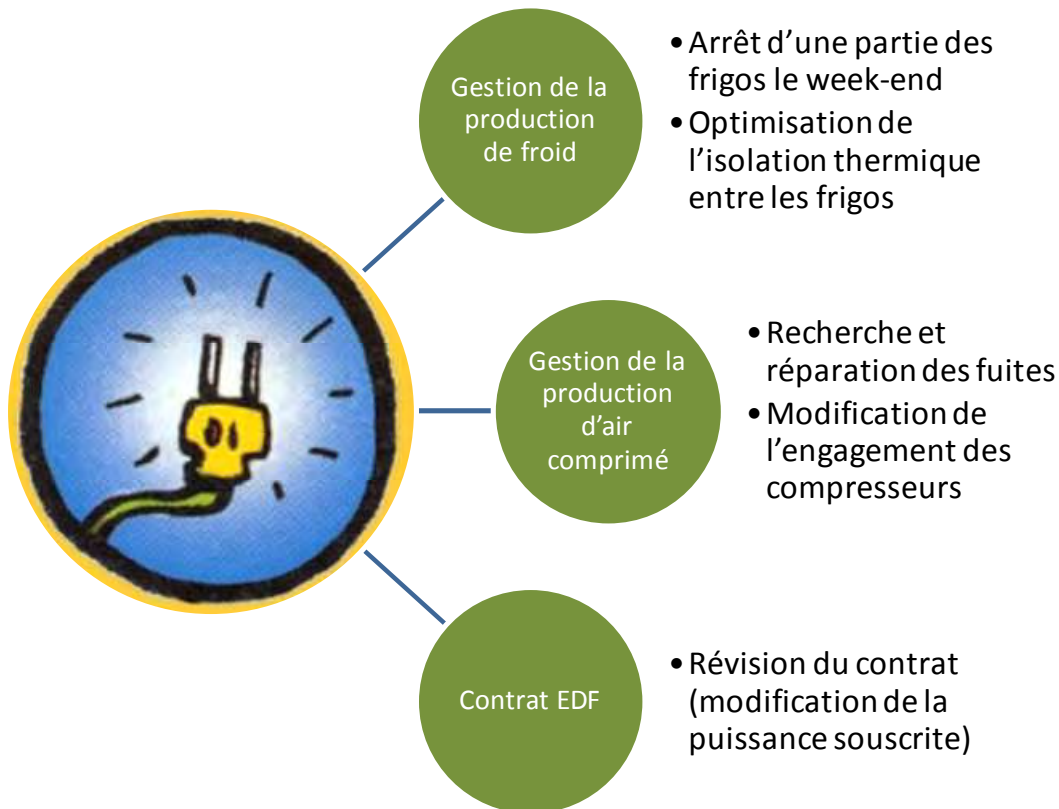 Gestion de la
production
de froid
• Arrêt d'une partie des
frigos le week-end
• Optimisation de
l'isolation thermique
entre les frigos
Gestion de la
production
d'air
comprimé
• Recherche et
réparation des fuites
• Modification de
l'engagement des
compresseurs
Contrat EDF
• Révision du contrat
(modification de la
puissance souscrite)